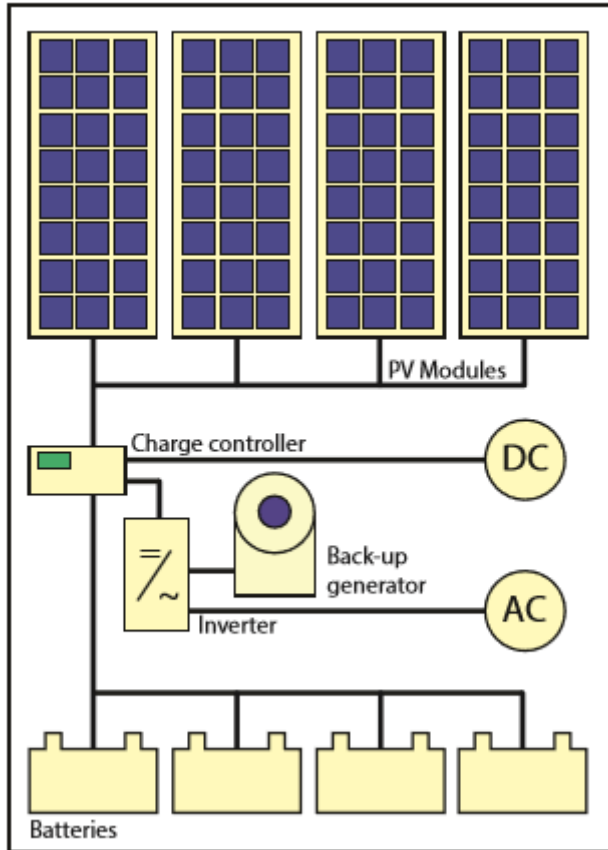 PV Modules
Charge controller
DC
Back-up
generator
=/~
AC
Inverter
Batteries